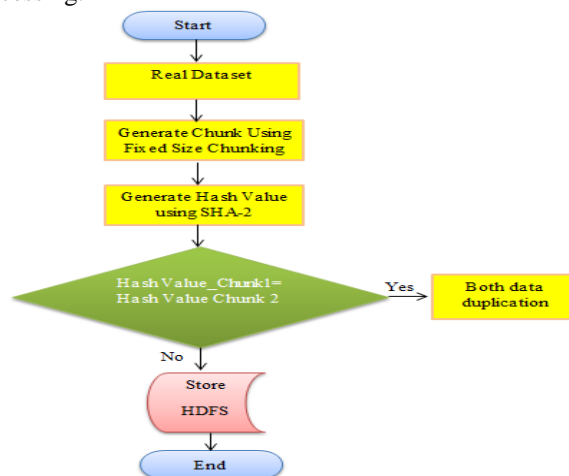 Start
Real Dataset
Generate Chunk Using
Fixed Size Chunking
Generate Hash Value
using SHA-2
Hash Value_Chunk1=
Hash Value Chunk 2
Yes
Both data
duplication
No
Store
HDFS
End